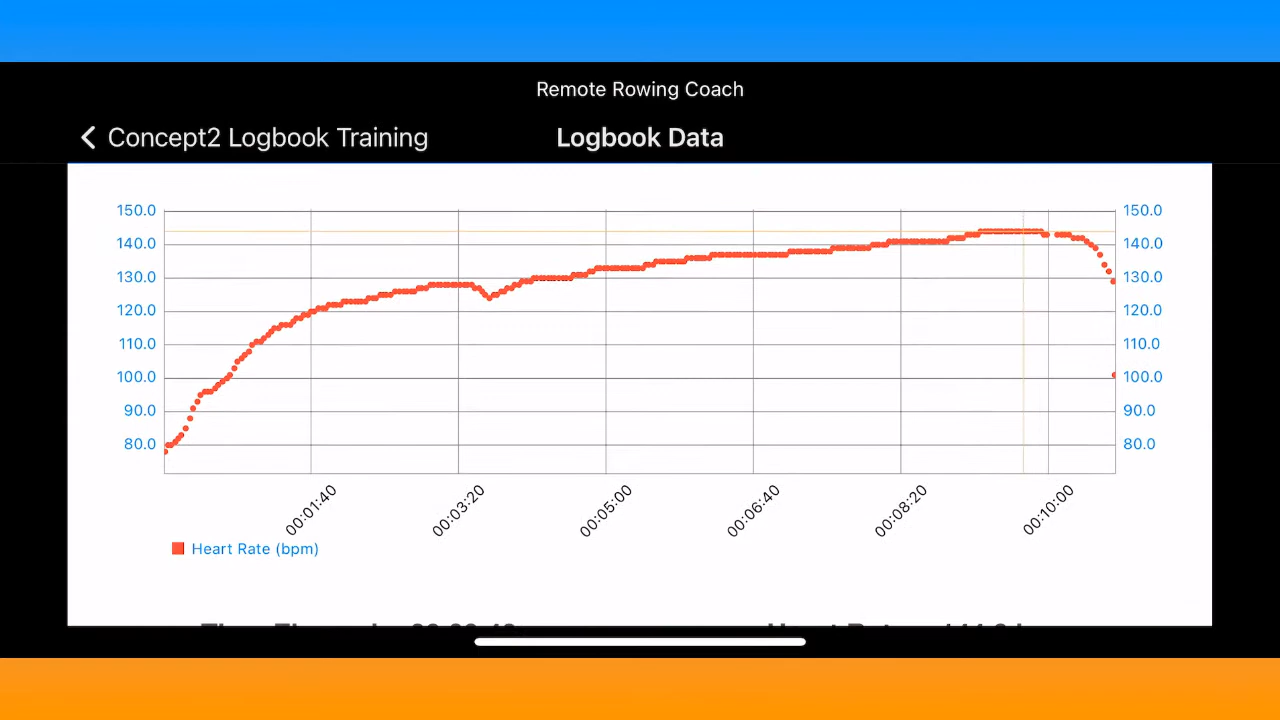 Remote Rowing Coach
Concept2 Logbook Training
Logbook Data
150.0 150.0
140.0 140.0
130.0 130.0
120.0 120.0
110.0 110.0
100.0 100.0
90.0 90.0
80.0 80.0
00:01:40 00:03:20 00:05:00 00:06:40 00:08:20 00:10:00
Heart Rate (bpm)